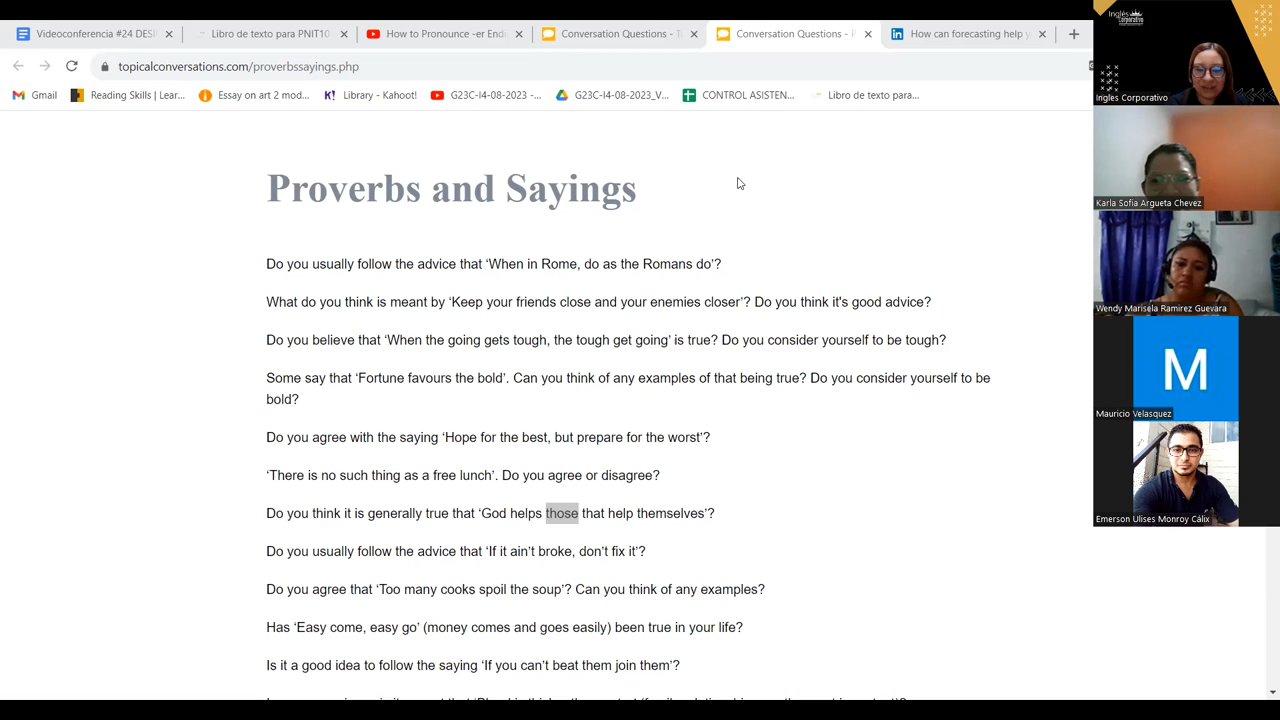 Videoconferencia #24 DESI
Libro de texto para PNIT10
How to Pronounce -er End
Conversation Questions - T
Conversation Questions - P
How can forecasting help y
topicalconversations.com/proverbssayings.php
Gmail
Reading Skills | Lear...
Essay on art 2 mod...
Library - Kano...
G23C-I4-08-2023 -...
G23C-I4-08-2023_V...
CONTROL ASISTEN...
Libro de texto para...
Proverbs and Sayings
Do you usually follow the advice that ‘When in Rome, do as the Romans do’?
What do you think is meant by ‘Keep your friends close and your enemies closer’? Do you think it's good advice?
Do you believe that ‘When the going gets tough, the tough get going’ is true? Do you consider yourself to be tough?
Some say that ‘Fortune favours the bold’. Can you think of any examples of that being true? Do you consider yourself to be
bold?
Do you agree with the saying ‘Hope for the best, but prepare for the worst’?
‘There is no such thing as a free lunch’. Do you agree or disagree?
Do you think it is generally true that ‘God helps those that help themselves’?
Do you usually follow the advice that ‘If it ain’t broke, don’t fix it’?
Do you agree that ‘Too many cooks spoil the soup’? Can you think of any examples?
Has ‘Easy come, easy go’ (money comes and goes easily) been true in your life?
Is it a good idea to follow the saying ‘If you can’t beat them join them’?
Inglés
Corporativo
Ingles Corporativo
Karla Sofia Argueta Chevez
Wendy Marisela Ramirez Guevara
M
Mauricio Velasquez
Emerson Ulises Monroy Cálix